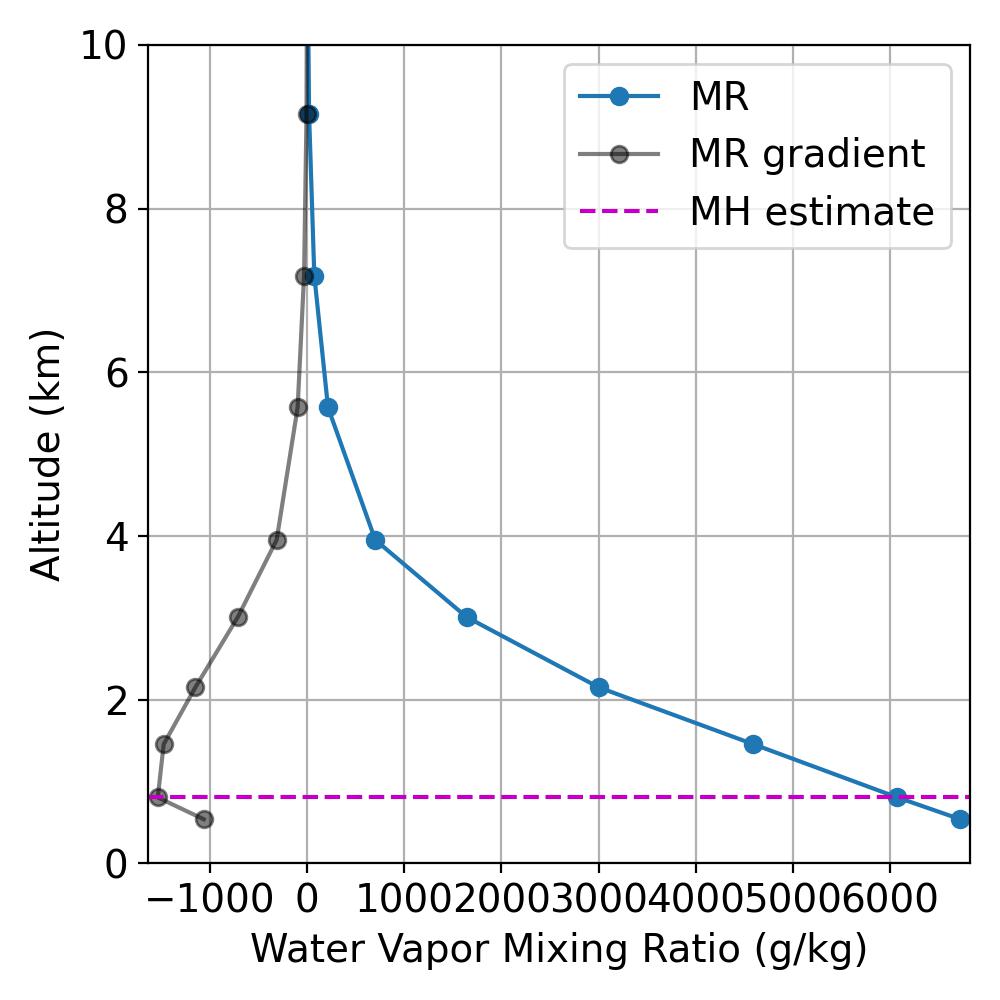 10
8
6
4
2
0
Altitude (km)
MR
MR gradient
MH estimate
−1000 0 1000 2000 3000 4000 5000 6000
Water Vapor Mixing Ratio (g/kg)